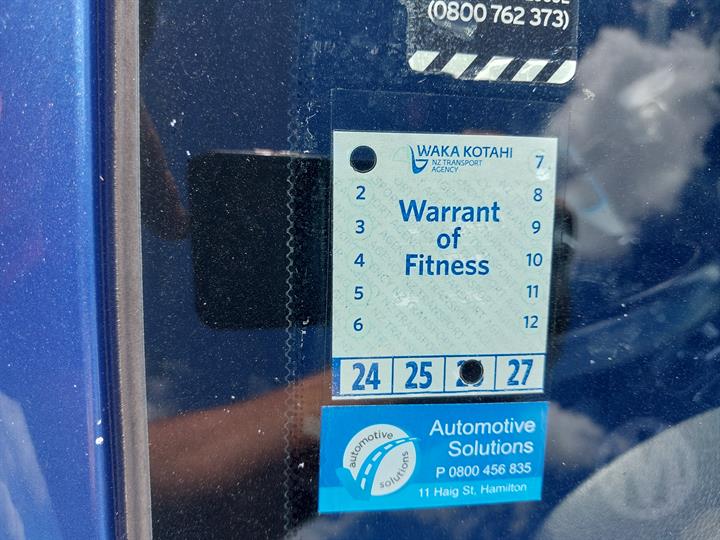 (0800 762 373)
WAKA KOTAHI
NZ TRANSPORT
AGENCY
7
2
8
Warrant
of
Fitness
3
9
4
10
5
11
6
12
24 25 27
automotive
solutions
Automotive
Solutions
P 0800 456 835
11 Haig St, Hamilton